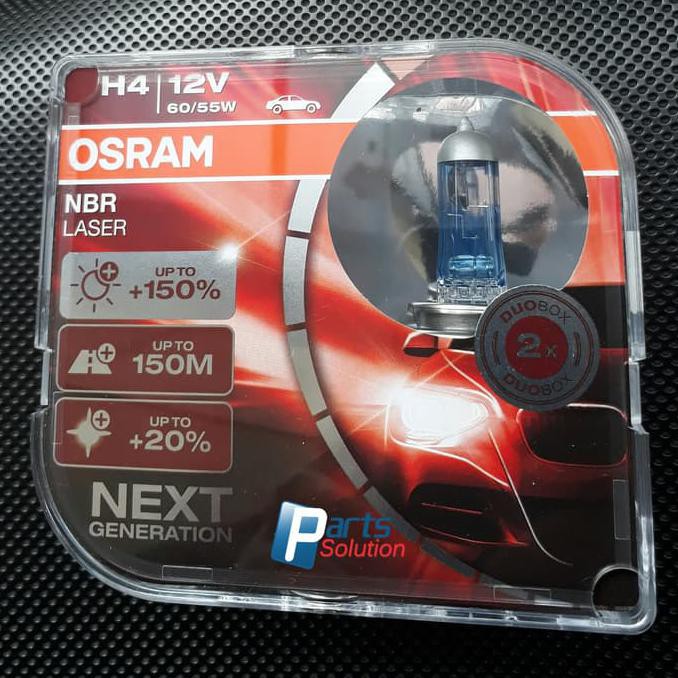 H4 | 12V
60/55W
OSRAM
NBR
LASER
UP TO
+150%
UP TO
150M
UP TO
+20%
NEXT
GENERATION
DUOBOX
2x
DUOBOX
Parts
Solution